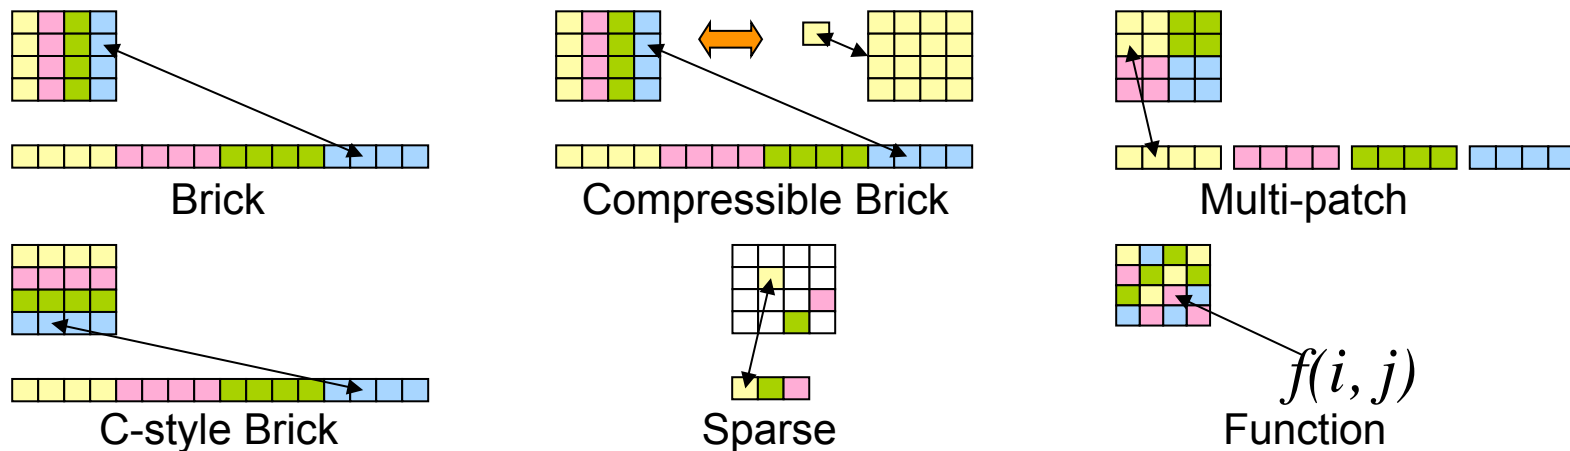 Brick
Compressible Brick
Multi-patch
f(i, j)
C-style Brick
Sparse
Function